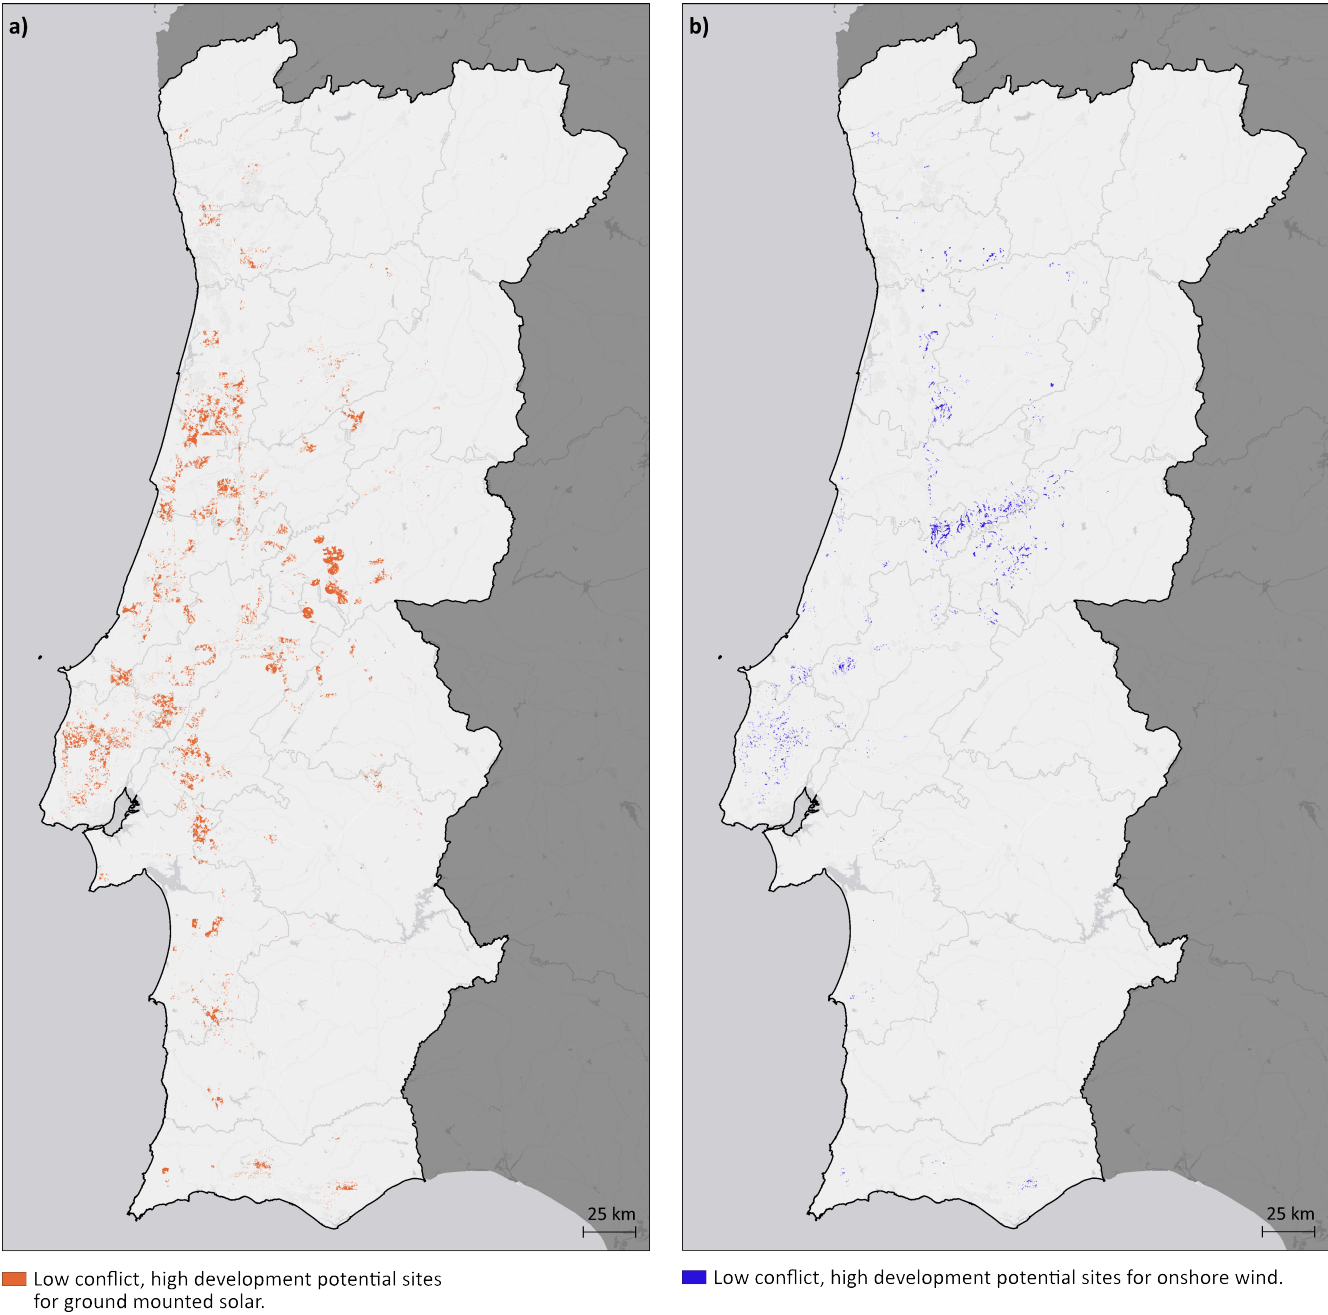 a)
25 km
Low conflict, high development potential sites
for ground mounted solar.
b)
25 km
Low conflict, high development potential sites for onshore wind.